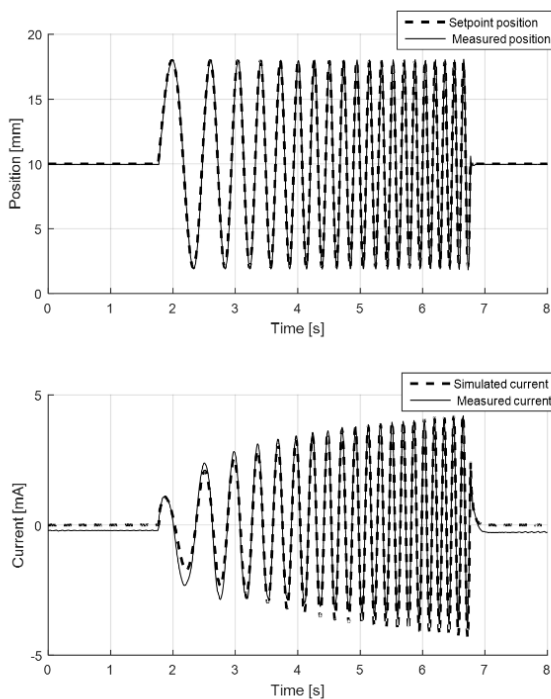 Setpoint position
Measured position
20
15
10
5
0
Position [mm]
0 1 2 3 4 5 6 7 8
Time [s]
Simulated current
Measured current
5
0
-5
Current [mA]
0 1 2 3 4 5 6 7 8
Time [s]